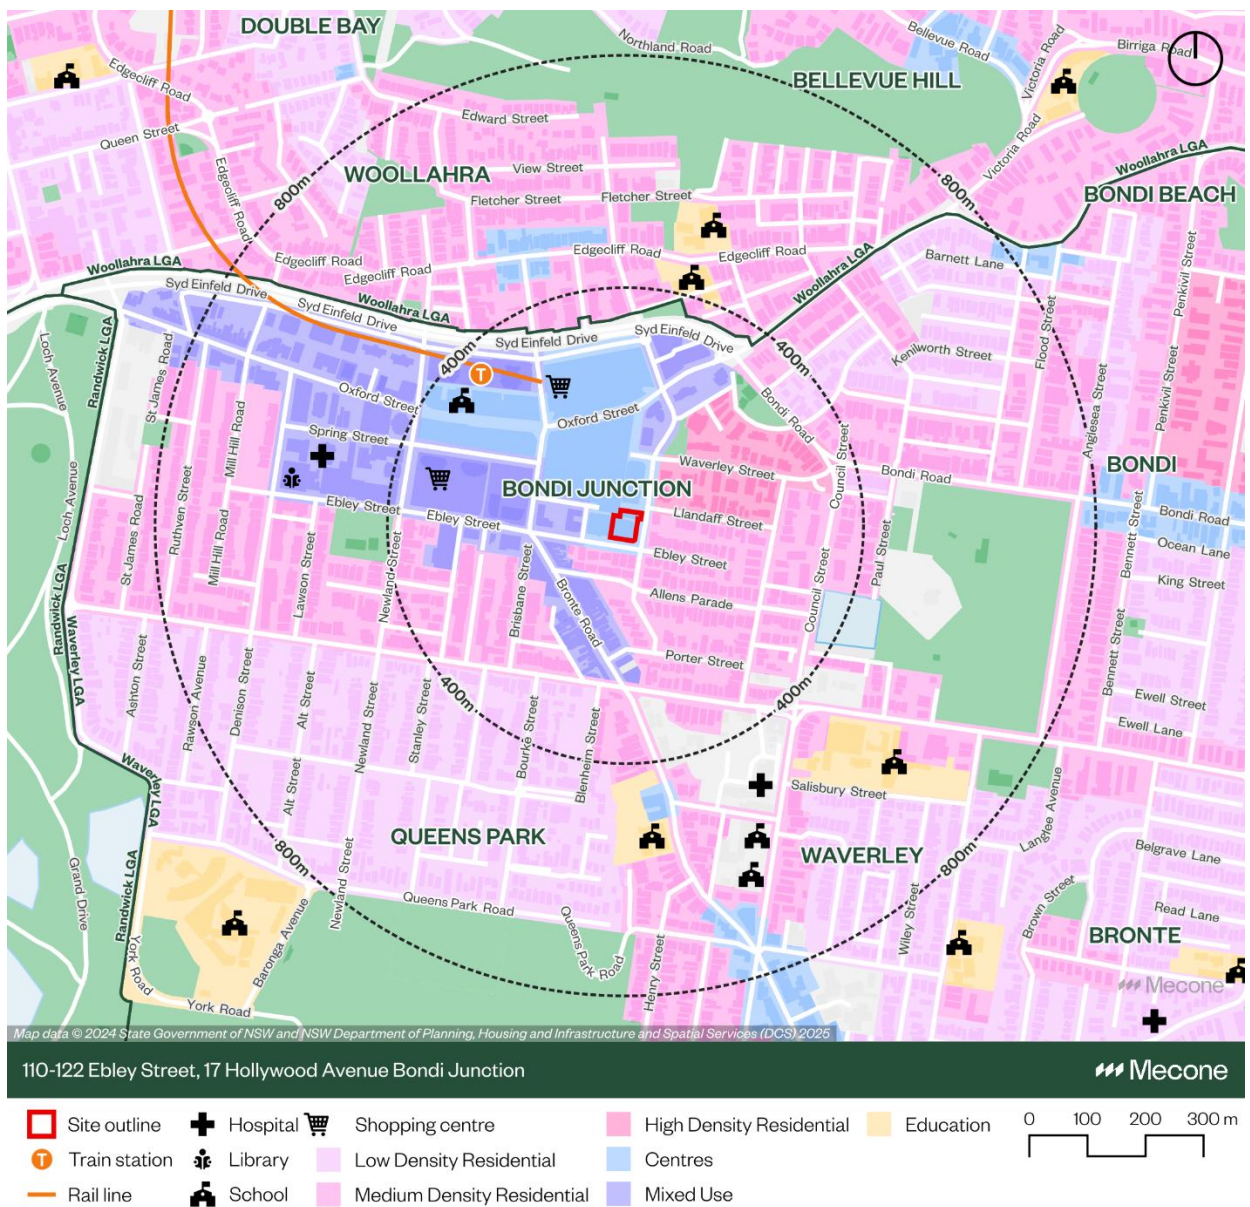 DOUBLE BAY
Northland Road
Bellevue Road
Victoria Road
Birriga Road
BELLEVUE HILL
Edgecliff Road
Queen Street
Edward Street
Victoria Road
Woollahra LGA
WOOLLAHRA
View Street
800m
800m
BONDI BEACH
Edgecliff Road
Fletcher Street
Fletcher Street
Edgecliff Road
Edgecliff Road
Edgecliff Road
Edgecliff Road
Woollahra LGA
Barnett Lane
Penkivil Street
Woollahra LGA
Syd Einfeld Drive
Syd Einfeld Drive
Woollahra LGA
Syd Einfeld Drive
Syd Einfeld Drive
400m
400m
Flood Street
Kenilworth Street
Loch Avenue
Randwick LGA
St James Road
Oxford Street
T
Oxford Street
Bondi Road
Anglesea Street
Penkivil Street
Mill Hill Road
Spring Street
Waverley Street
Council Street
Bondi Road
BONDI
Loch Avenue
Ruthven Street
Ebley Street
Ebley Street
BONDI JUNCTION
Llandaff Street
Bondi Road
Ocean Lane
St James Road
Mill Hill Road
Lawson Street
Newland Street
Brisbane Street
Bronte Road
Ebley Street
Allens Parade
Council Street
Paul Street
Bennett Street
King Street
Randwick LGA
Waverley LGA
Porter Street
Bennett Street
Ewell Street
Ewell Lane
Ashton Street
Rawson Avenue
Denison Street
Alt Street
Newland Street
Stanley Street
400m
Bourke Street
Blenheim Street
400m
Waverley LGA
Alt Street
Salisbury Street
Langlee Avenue
QUEENS PARK
WAVERLEY
800m
800m
Belgrave Lane
Grand Drive
Randwick LGA
Newland Street
Queens Park Road
Queens Park Road
Wiley Street
Brown Street
Read Lane
BRONTE
York Road
Baronga Avenue
Henry Street
Mecone
York Road
Map data © 2024 State Government of NSW and NSW Department of Planning, Housing and Infrastructure and Spatial Services (DCS) 2025
110-122 Ebley Street, 17 Hollywood Avenue Bondi Junction
Mecone
Site outline
Hospital
Shopping centre
High Density Residential
Education
0 100 200 300 m
T Train station
Library
Low Density Residential
Centres
Rail line
School
Medium Density Residential
Mixed Use